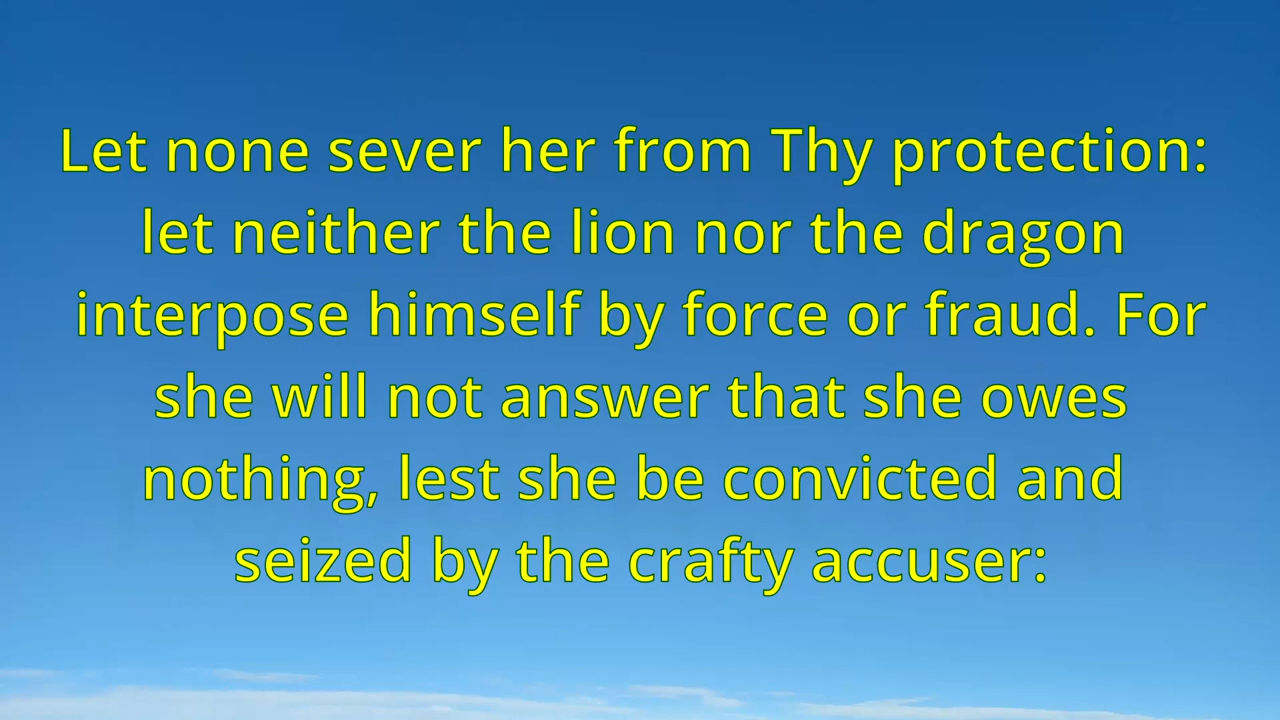 Let none sever her from Thy protection:
let neither the lion nor the dragon
interpose himself by force or fraud. For
she will not answer that she owes
nothing, lest she be convicted and
seized by the crafty accuser: